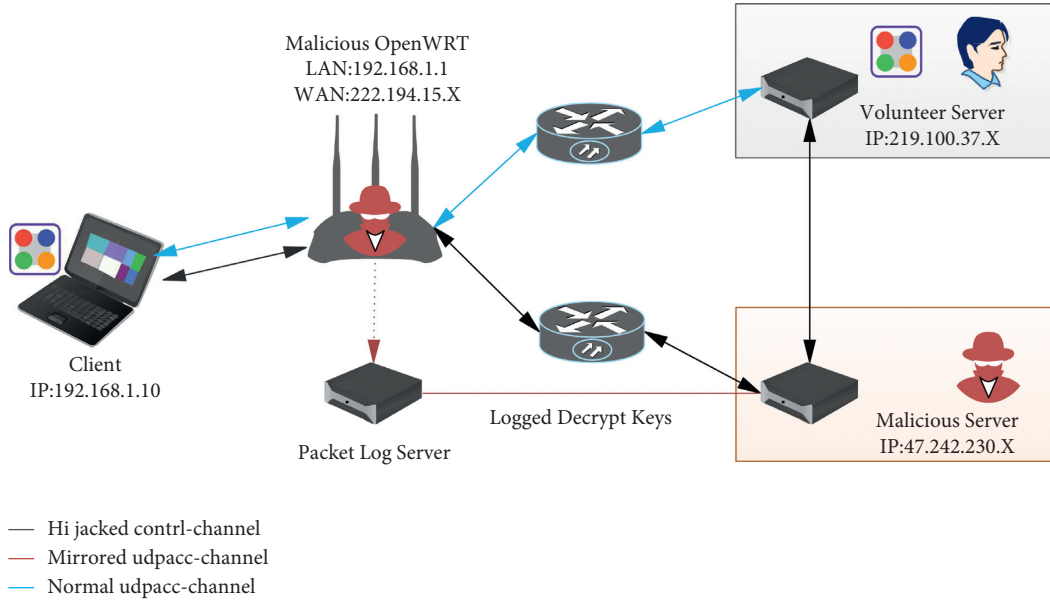 Malicious OpenWRT
LAN:192.168.1.1
WAN:222.194.15.X
Volunteer Server
IP:219.100.37.X
Client
IP:192.168.1.10
Packet Log Server
Logged Decrypt Keys
Malicious Server
IP:47.242.230.X
Hi jacked contrl-channel
Mirrored udpacc-channel
Normal udpacc-channel